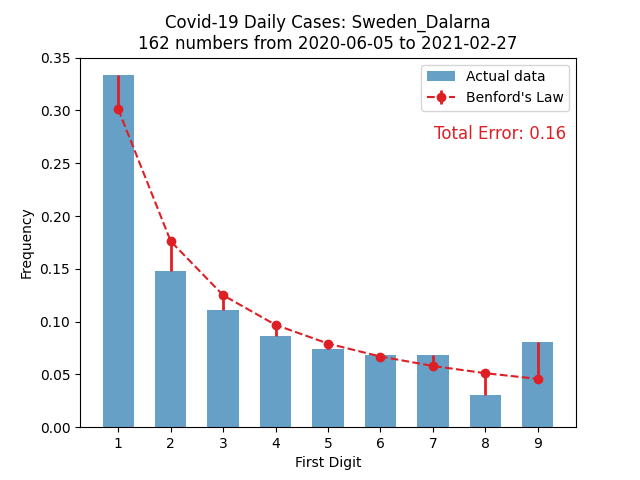 Covid-19 Daily Cases: Sweden_Dalarna
162 numbers from 2020-06-05 to 2021-02-27
Actual data
Benford's Law
Total Error: 0.16
Frequency
0.35
0.30
0.25
0.20
0.15
0.10
0.05
0.00
1 2 3 4 5 6 7 8 9
First Digit